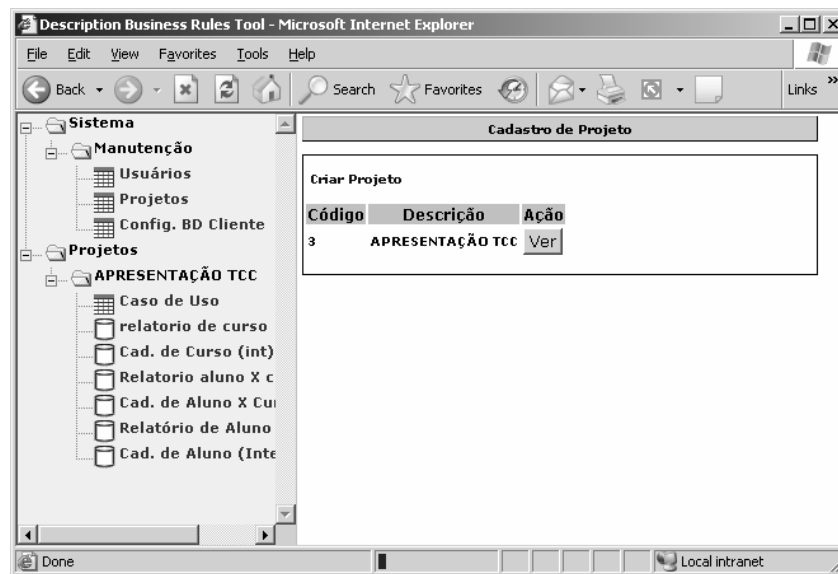 Description Business Rules Tool - Microsoft Internet Explorer
File Edit View Favorites Tools Help
Back Search Favorites Links »
Sistema
Manutenção
Usuários
Projetos
Config. BD Cliente
Projetos
APRESENTAÇÃO TCC
Caso de Uso
relatorio de curso
Cad. de Curso (int)
Relatorio aluno X c
Cad. de Aluno X Cu
Relatório de Aluno
Cad. de Aluno (Inte
Cadastro de Projeto
Criar Projeto
Código Descrição Ação
3 APRESENTAÇÃO TCC Ver
Done Local intranet